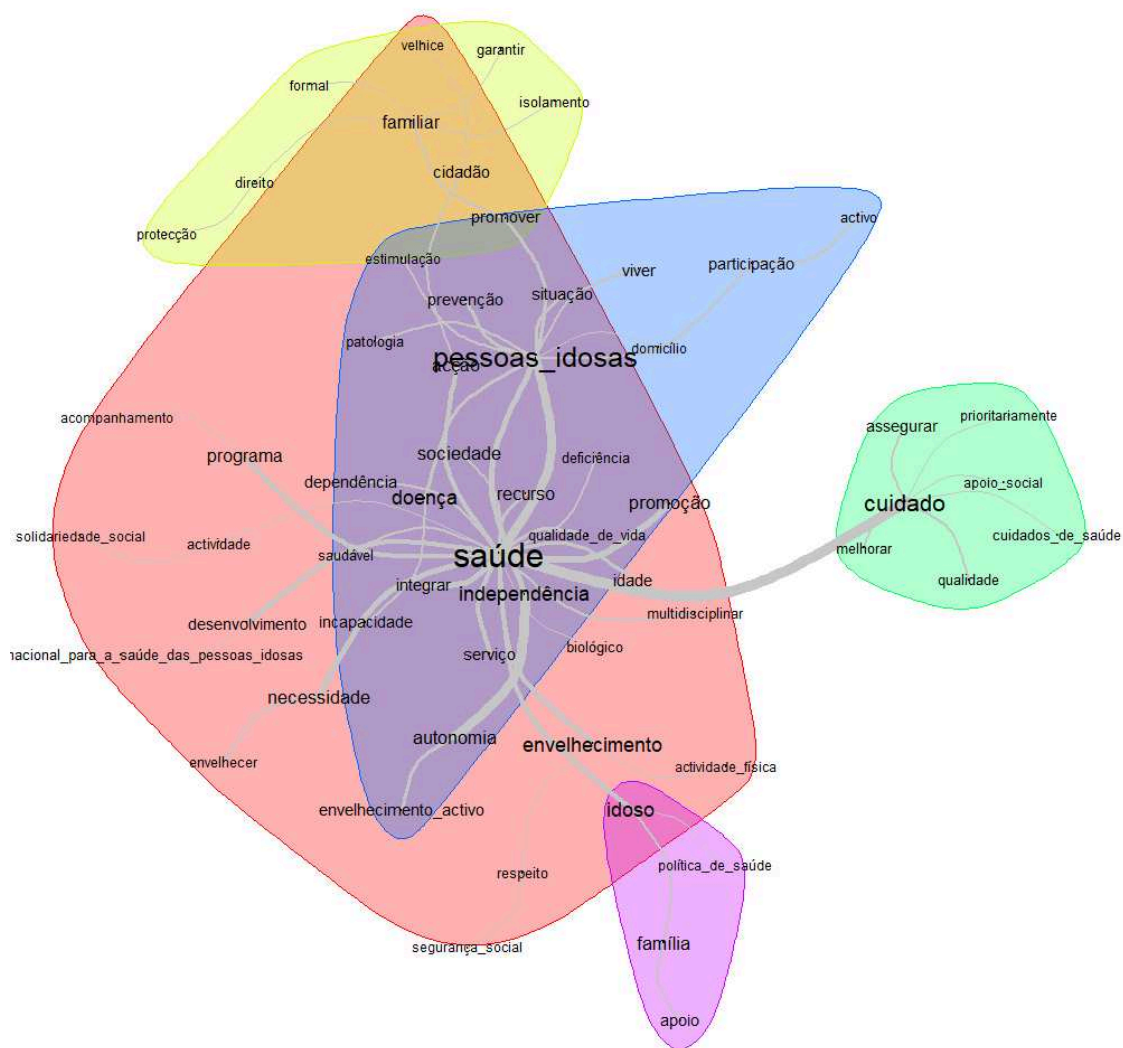 velhice
garantir
formal
isolamento
familiar
cidadão
direito
promover
activo
protecção
estimulação
participação
viver
prevenção
situação
patologia
domicílio
pessoas_idosas
acção
prioritariamente
acompanhamento
assegurar
programa
sociedade
deficiência
dependência
apoio_social
doença
recurso
promoção
cuidado
solidariedade_social
qualidade_de_vida
cuidados_de_saúde
actividade
saudável
saúde
melhorar
integrar
idade
qualidade
independência
multidisciplinar
desenvolvimento
incapacidade
biológico
nacional_para_a_saúde_das_pessoas_idosas
serviço
necessidade
autonomia
envelhecimento
envelhecer
actividade_física
envelhecimento_activo
idoso
política_de_saúde
respeito
segurança_social
família
apoio